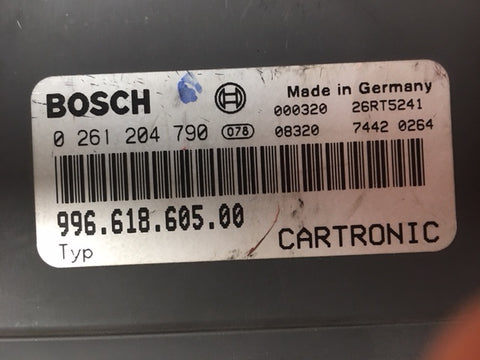 BOSCH Made in Germany
000320 26RT5241
0 261 204 790 078 08320 7442 0264
996.618.605.00
Typ CARTRONIC